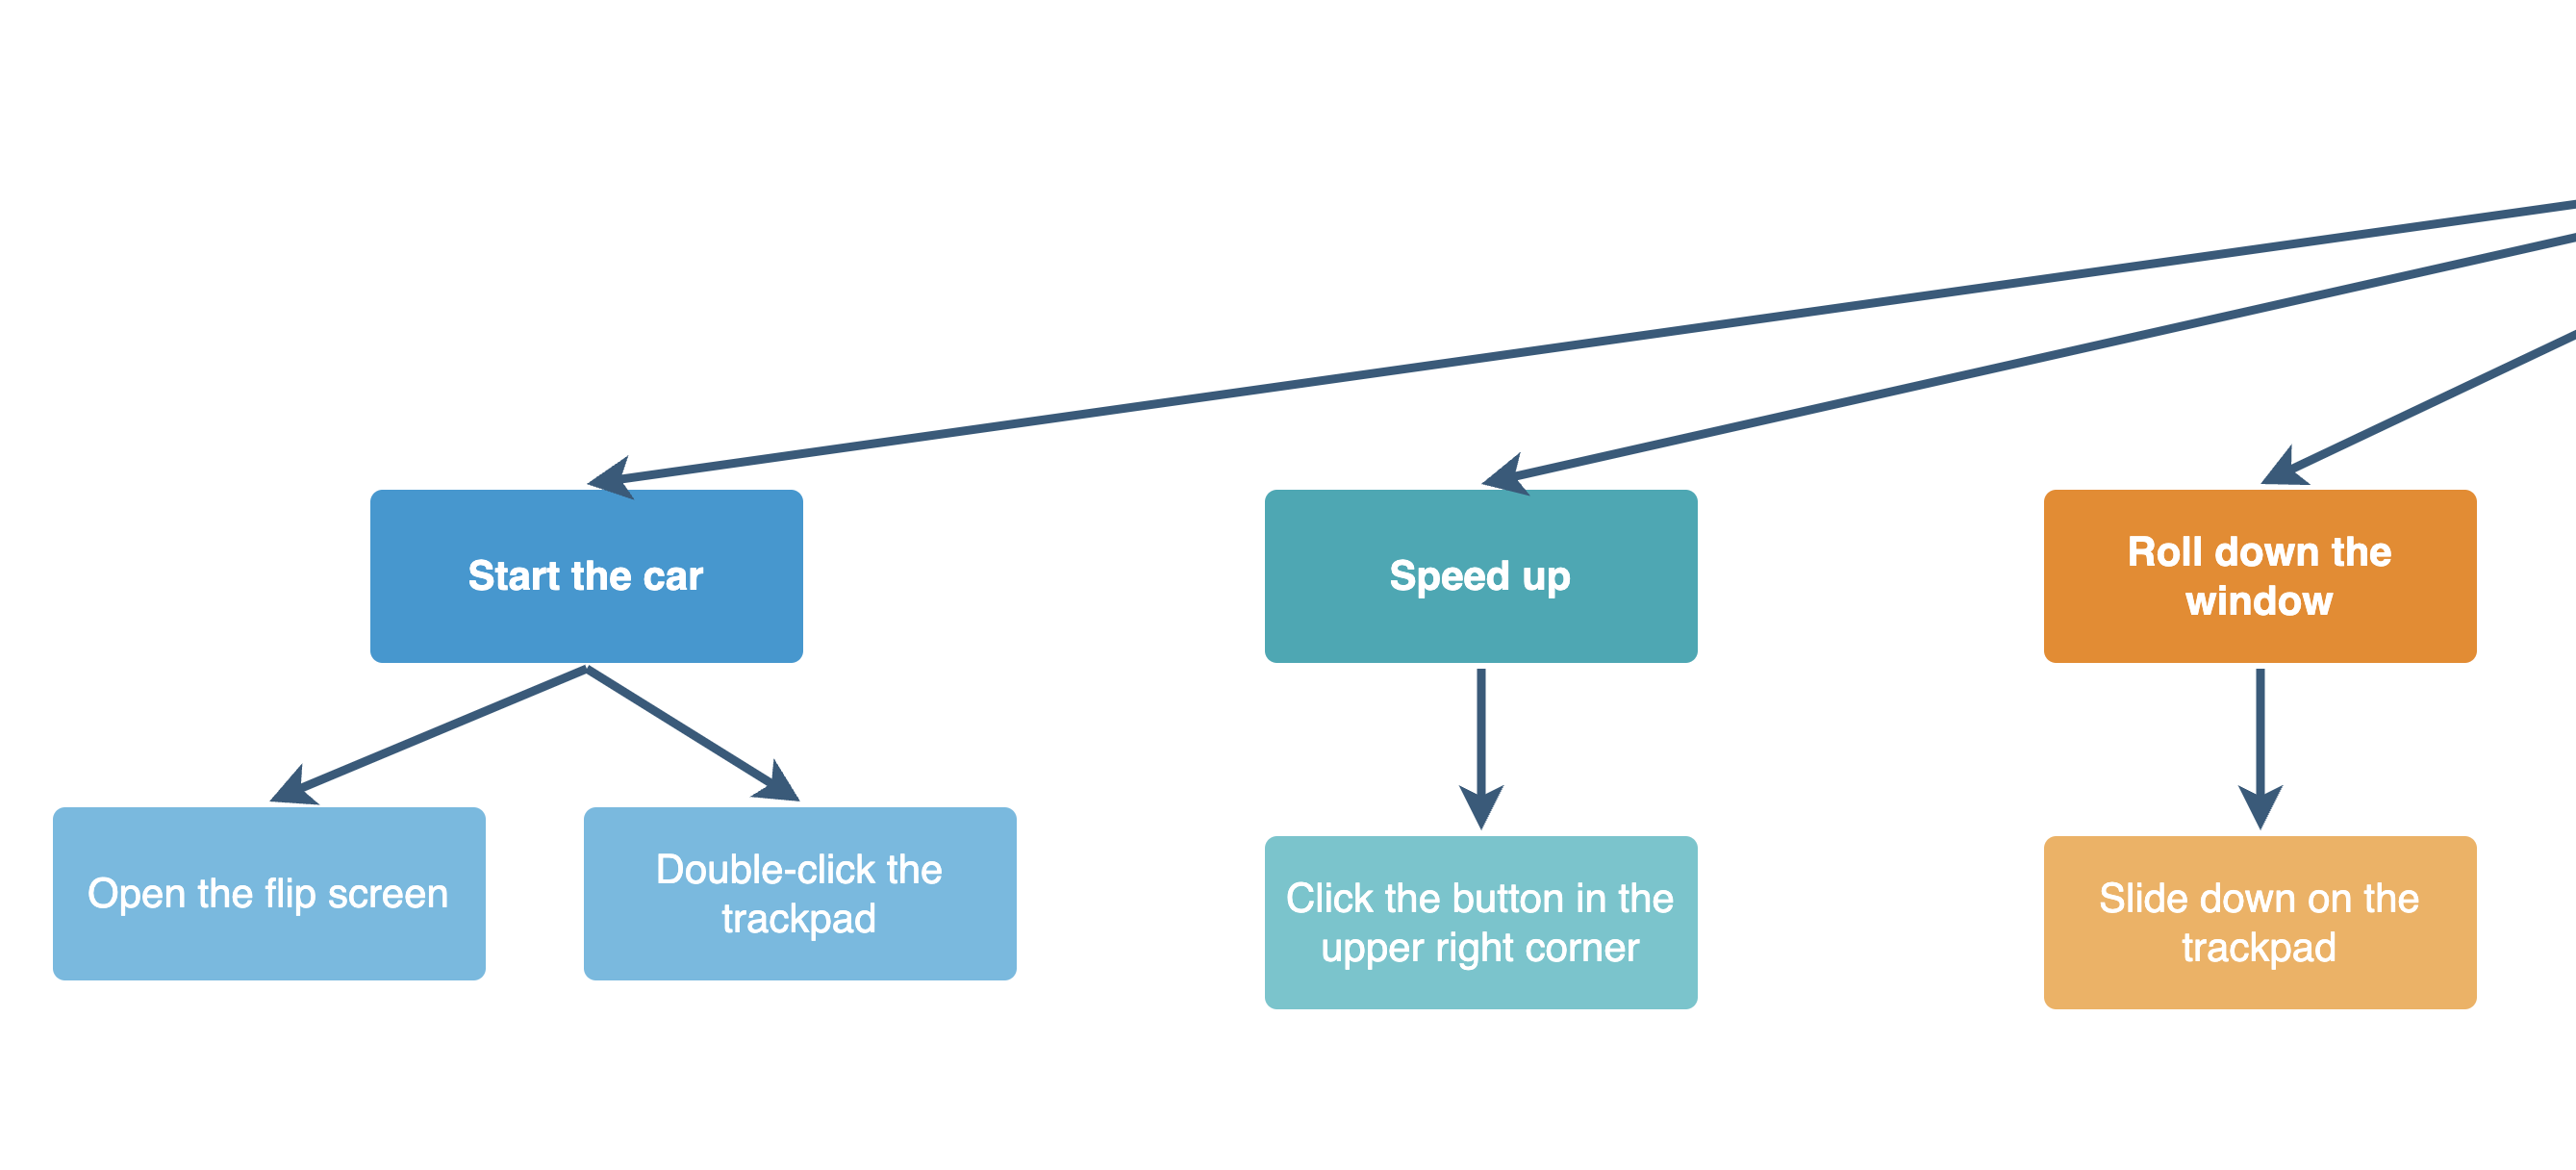 Start the car
Speed up
Roll down the
window
Open the flip screen
Double-click the
trackpad
Click the button in the
upper right corner
Slide down on the
trackpad